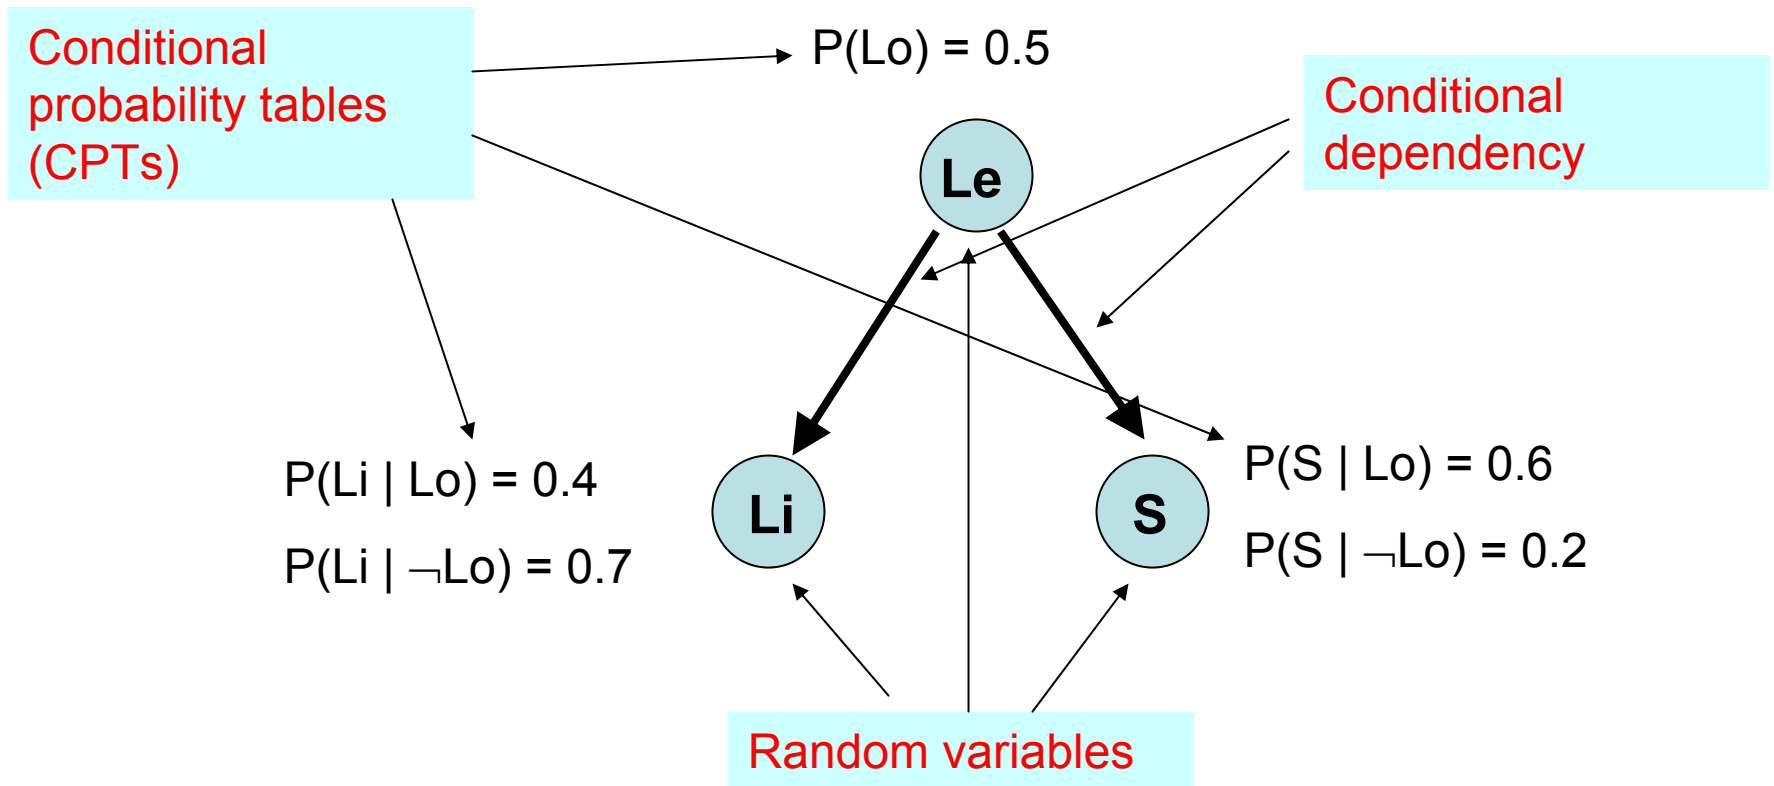 Conditional
probability tables
(CPTs)
P(Lo) = 0.5
Conditional
dependency
Le
P(Li | Lo) = 0.4
P(Li | ¬Lo) = 0.7
Li
S
P(S | Lo) = 0.6
P(S | ¬Lo) = 0.2
Random variables